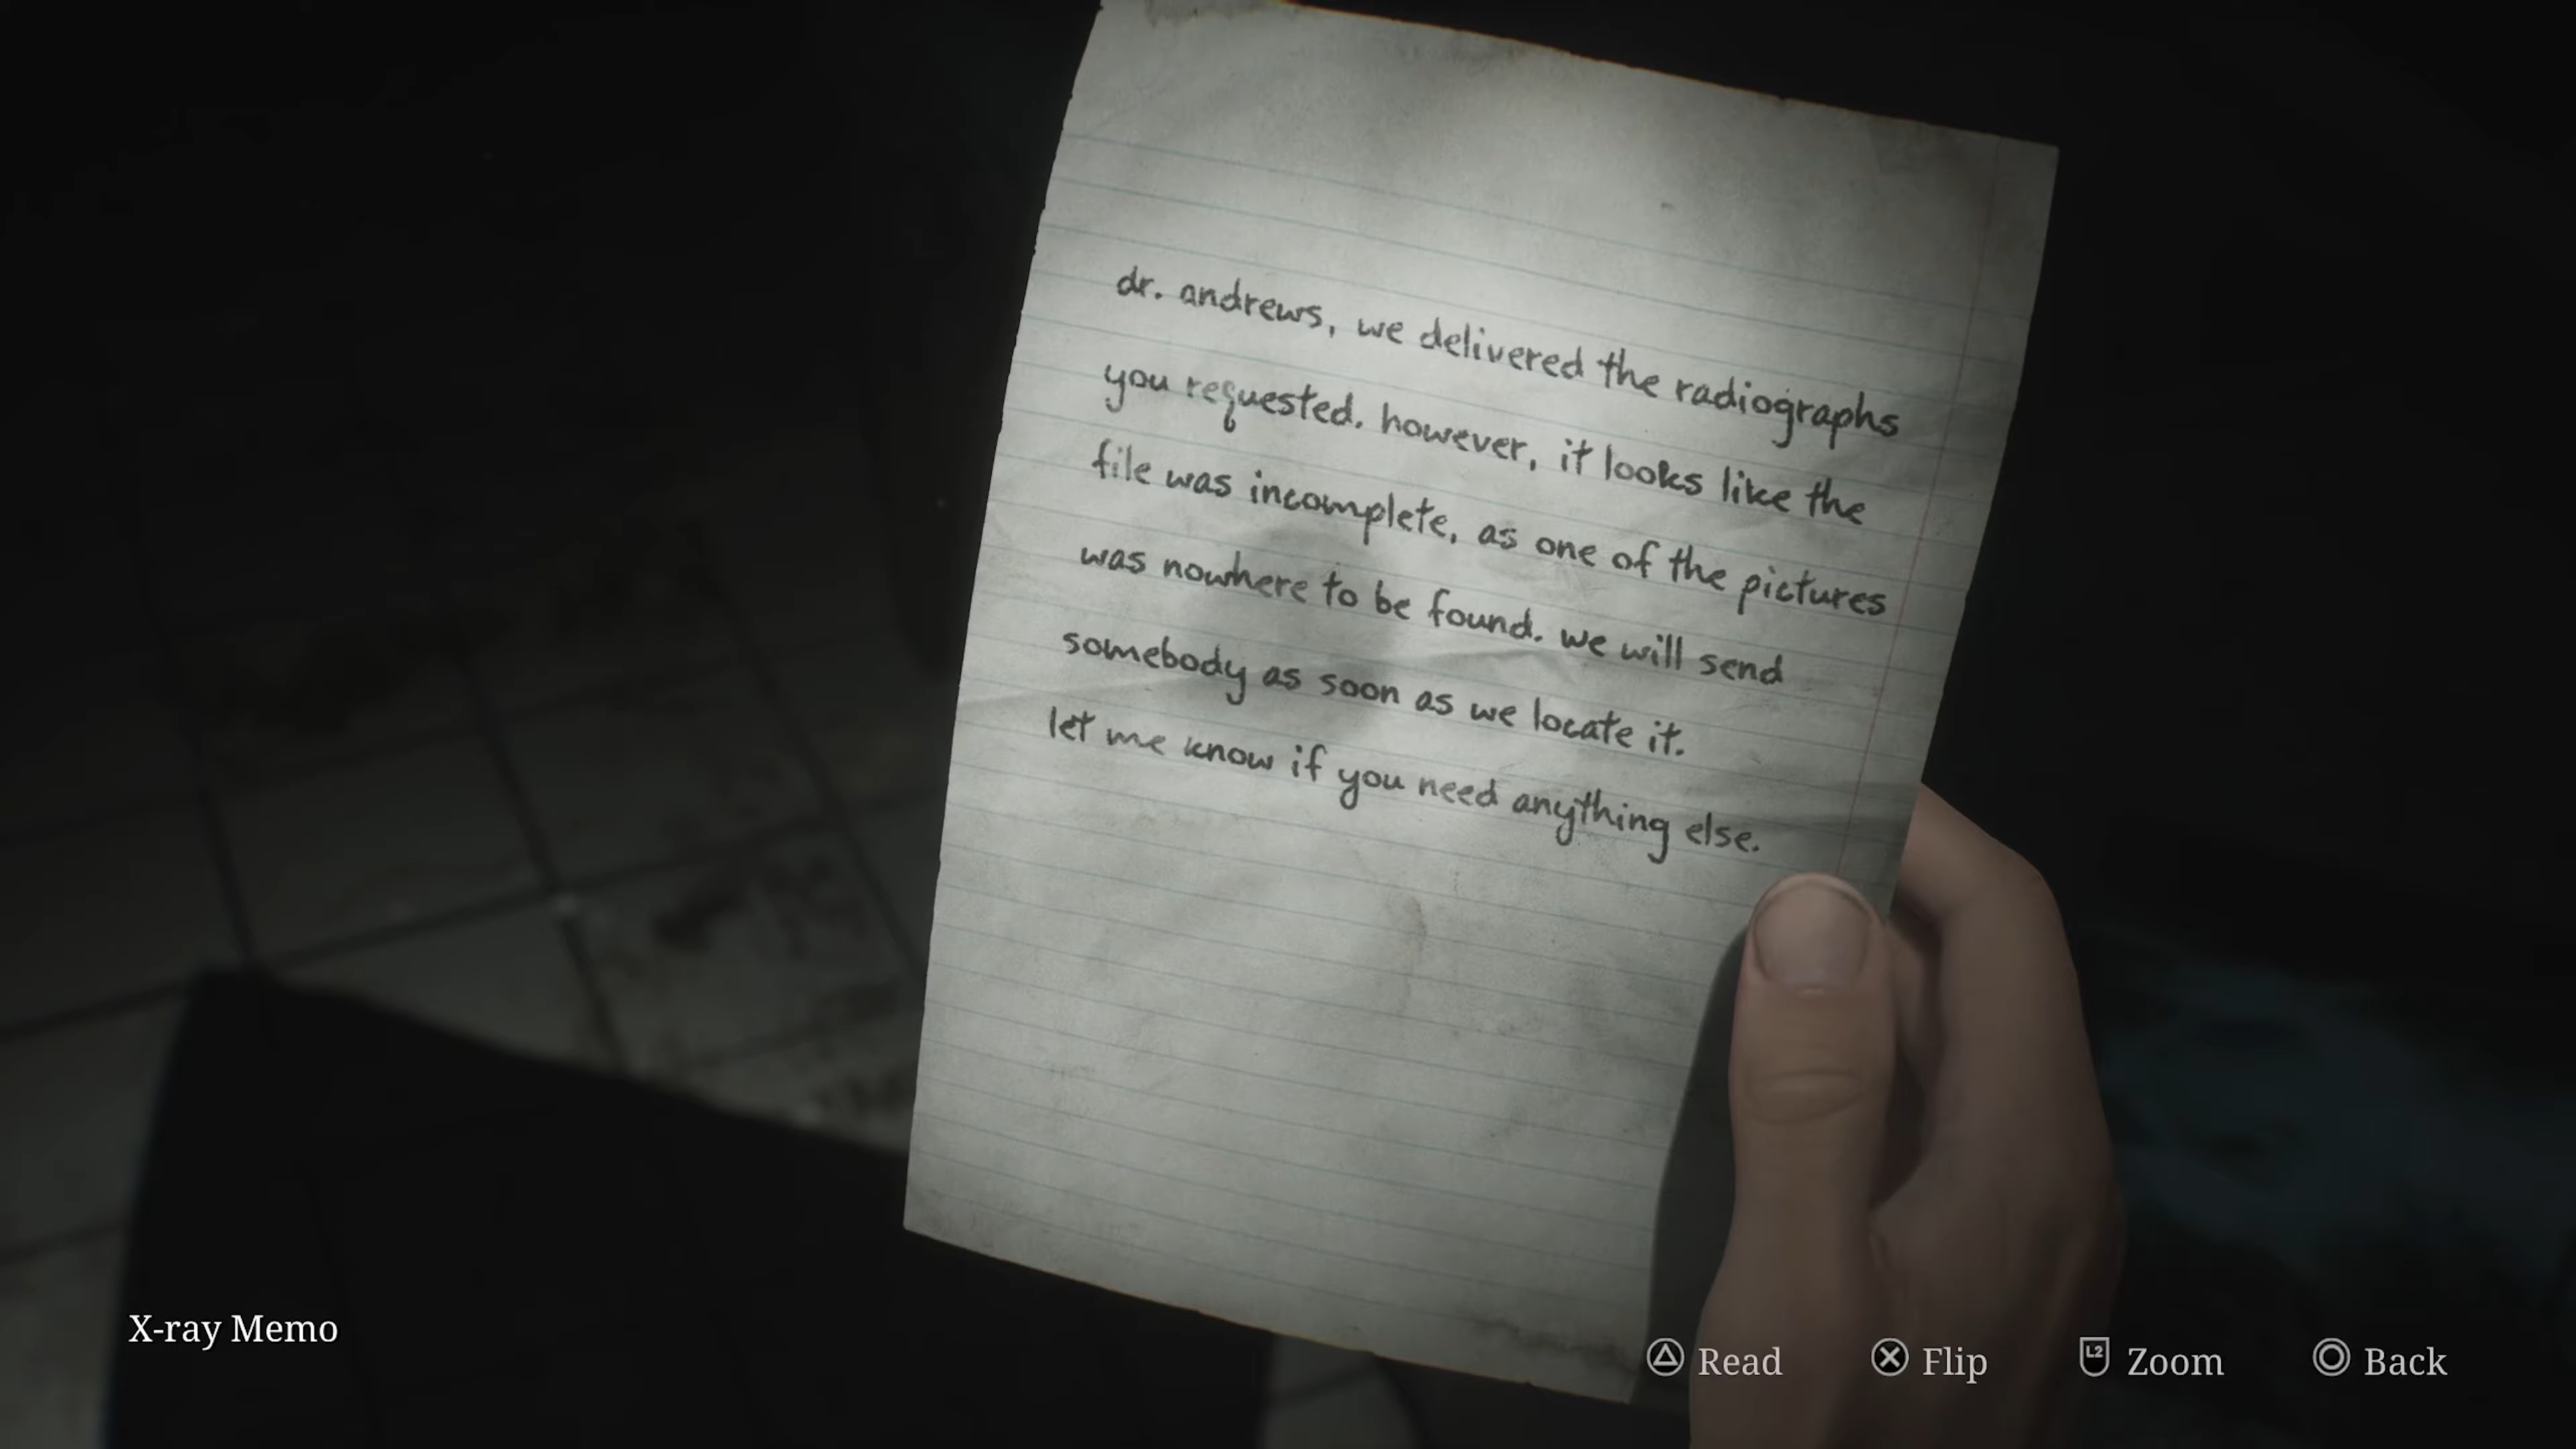 dr. andrews, we delivered the radiographs
you requested. however, it looks like the
file was incomplete, as one of the pictures
was nowhere to be found. we will send
somebody as soon as we locate it.
let me know if you need anything else.
X-ray Memo
Read Flip L2 Zoom Back